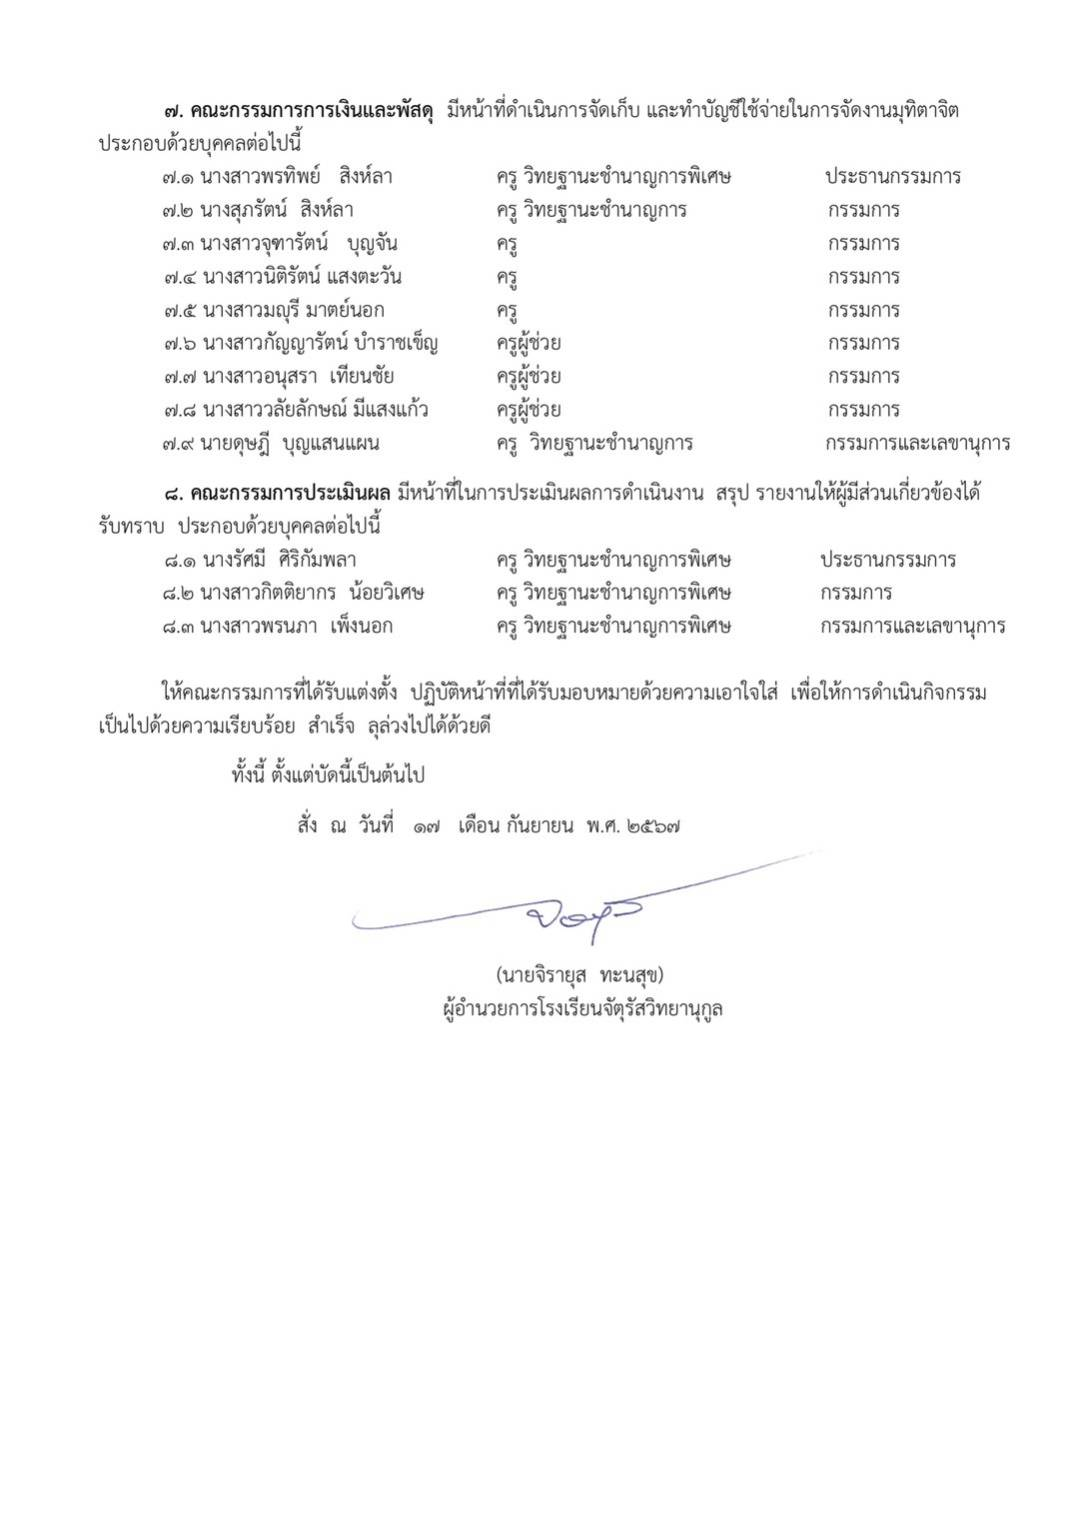 ๗. คณะกรรมการการเงินและพัสดุ มีหน้าที่ดำเนินการจัดเก็บ และทำบัญชีใช้จ่ายในการจัดงานมุทิตาจิต
ประกอบด้วยบุคคลต่อไปนี้
๗.๑ นางสาวพรทิพย์ สิงห์ลา ครู วิทยฐานะชำนาญการพิเศษ ประธานกรรมการ
๗.๒ นางสุภรัตน์ สิงห์ลา ครู วิทยฐานะชำนาญการ กรรมการ
๗.๓ นางสาวจุฑารัตน์ บุญจัน ครู กรรมการ
๗.๔ นางสาวนิติรัตน์ แสงตะวัน ครู กรรมการ
๗.๕ นางสาวมญุรี มาตย์นอก ครู กรรมการ
๗.๖ นางสาวกัญญารัตน์ บำราชเข็ญ ครูผู้ช่วย กรรมการ
๗.๗ นางสาวอนุสรา เทียนชัย ครูผู้ช่วย กรรมการ
๗.๘ นางสาววลัยลักษณ์ มีแสงแก้ว ครูผู้ช่วย กรรมการ
๗.๙ นายดุษฎี บุญแสนแผน ครู วิทยฐานะชำนาญการ กรรมการและเลขานุการ
๘. คณะกรรมการประเมินผล มีหน้าที่ในการประเมินผลการดำเนินงาน สรุป รายงานให้ผู้มีส่วนเกี่ยวข้องได้
รับทราบ ประกอบด้วยบุคคลต่อไปนี้
๘.๑ นางรัศมี ศิริกัมพลา ครู วิทยฐานะชำนาญการพิเศษ ประธานกรรมการ
๘.๒ นางสาวกิตติยากร น้อยวิเศษ ครู วิทยฐานะชำนาญการพิเศษ กรรมการ
๘.๓ นางสาวพรนภา เพ็งนอก ครู วิทยฐานะชำนาญการพิเศษ กรรมการและเลขานุการ
ให้คณะกรรมการที่ได้รับแต่งตั้ง ปฏิบัติหน้าที่ที่ได้รับมอบหมายด้วยความเอาใจใส่ เพื่อให้การดำเนินกิจกรรม
เป็นไปด้วยความเรียบร้อย สำเร็จ ลุล่วงไปได้ด้วยดี
ทั้งนี้ ตั้งแต่บัดนี้เป็นต้นไป
สั่ง ณ วันที่ ๑๗ เดือน กันยายน พ.ศ. ๒๕๖๗
(นายจิรายุส ทะนสุข)
ผู้อำนวยการโรงเรียนจัตุรัสวิทยานุกูล